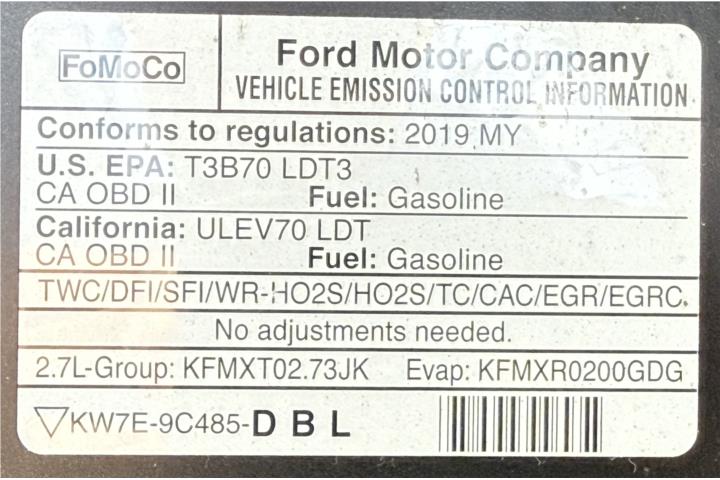 FoMoCo
Ford Motor Company
VEHICLE EMISSION CONTROL INFORMATION
Conforms to regulations: 2019 MY
U.S. EPA: T3B70 LDT3
CA OBD II Fuel: Gasoline
California: ULEV70 LDT
CA OBD II Fuel: Gasoline
TWC/DFI/SFI/WR-HO2S/HO2S/TC/CAC/EGR/EGRC.
No adjustments needed.
2.7L-Group: KFMXT02.73JK Evap: KFMXR0200GDG
KW7E-9C485-D B L